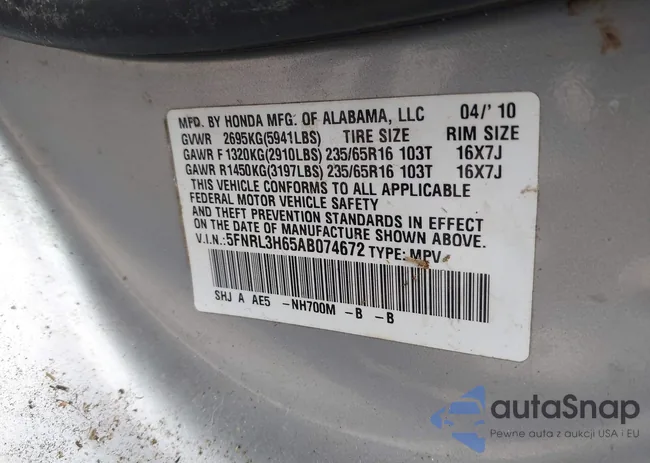 MFD. BY HONDA MFG. OF ALABAMA, LLC 04/'10
GVWR 2695KG(5941LBS) TIRE SIZE RIM SIZE
GAWR F 1320KG(2910LBS) 235/65R16 103T 16X7J
GAWR R1450KG(3197LBS) 235/65R16 103T 16X7J
THIS VEHICLE CONFORMS TO ALL APPLICABLE
FEDERAL MOTOR VEHICLE SAFETY
AND THEFT PREVENTION STANDARDS IN EFFECT
ON THE DATE OF MANUFACTURE SHOWN ABOVE.
V.I.N.:5FNRL3H65AB074672 TYPE: MPV
SHJ A AE5 -NH700M -B -B
autaSnap
Pewne auta z aukcji USA i EU